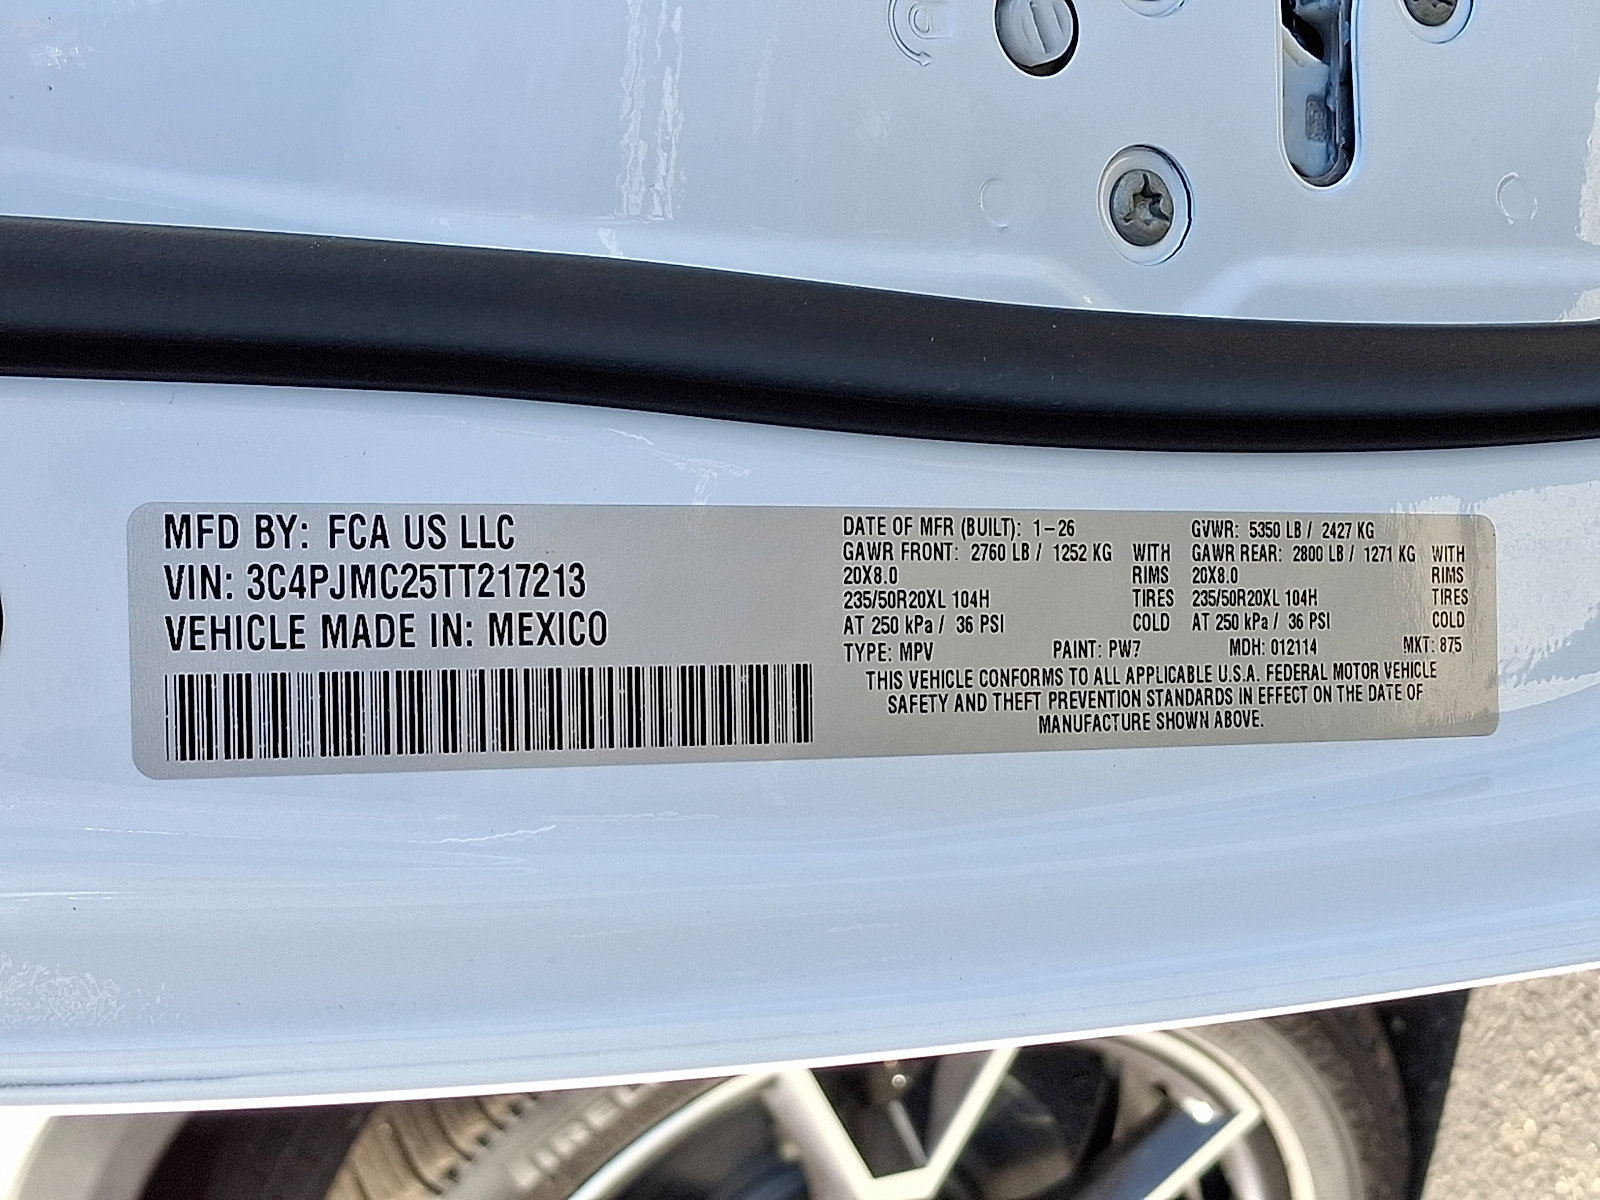 MFD BY: FCA US LLC
VIN: 3C4PJMC25TT217213
VEHICLE MADE IN: MEXICO
DATE OF MFR (BUILT): 1-26
GAWR FRONT: 2760 LB / 1252 KG WITH
20X8.0 RIMS
235/50R20XL 104H TIRES
AT 250 kPa / 36 PSI COLD
GVWR: 5350 LB / 2427 KG
GAWR REAR: 2800 LB / 1271 KG WITH
20X8.0 RIMS
235/50R20XL 104H TIRES
AT 250 kPa / 36 PSI COLD
TYPE: MPV PAINT: PW7 MDH: 012114 MKT: 875
THIS VEHICLE CONFORMS TO ALL APPLICABLE U.S.A. FEDERAL MOTOR VEHICLE
SAFETY AND THEFT PREVENTION STANDARDS IN EFFECT ON THE DATE OF
MANUFACTURE SHOWN ABOVE.